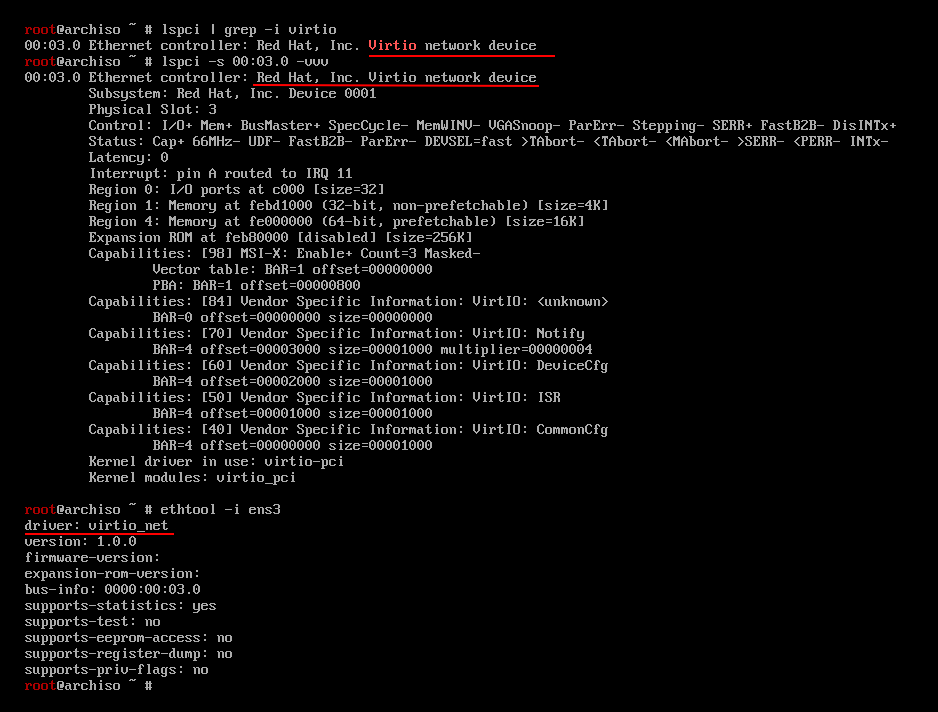 root@archiso ~ # lspci | grep -i virtio
00:03.0 Ethernet controller: Red Hat, Inc. Virtio network device
root@archiso ~ # lspci -s 00:03.0 -vvv
00:03.0 Ethernet controller: Red Hat, Inc. Virtio network device
Subsystem: Red Hat, Inc. Device 0001
Physical Slot: 3
Control: I/O+ Mem+ BusMaster+ SpecCycle- MemWINV- VGASnoop- ParErr- Stepping- SERR+ FastB2B- DisINTx+
Status: Cap+ 66MHz- UDF- FastB2B- ParErr- DEVSEL=fast >TAbort- <TAbort- <MAbort- >SERR- <PERR- INTx-
Latency: 0
Interrupt: pin A routed to IRQ 11
Region 0: I/O ports at c000 [size=32]
Region 1: Memory at febd1000 (32-bit, non-prefetchable) [size=4K]
Region 4: Memory at fe000000 (64-bit, prefetchable) [size=16K]
Expansion ROM at feb80000 [disabled] [size=256K]
Capabilities: [98] MSI-X: Enable+ Count=3 Masked-
Vector table: BAR=1 offset=00000000
PBA: BAR=1 offset=00000800
Capabilities: [84] Vendor Specific Information: VirtIO: <unknown>
BAR=0 offset=00000000 size=00000000
Capabilities: [70] Vendor Specific Information: VirtIO: Notify
BAR=4 offset=00003000 size=00001000 multiplier=00000004
Capabilities: [60] Vendor Specific Information: VirtIO: DeviceCfg
BAR=4 offset=00002000 size=00001000
Capabilities: [50] Vendor Specific Information: VirtIO: ISR
BAR=4 offset=00001000 size=00001000
Capabilities: [40] Vendor Specific Information: VirtIO: CommonCfg
BAR=4 offset=00000000 size=00001000
Kernel driver in use: virtio-pci
Kernel modules: virtio_pci
root@archiso ~ # ethtool -i ens3
driver: virtio_net
version: 1.0.0
firmware-version:
expansion-rom-version:
bus-info: 0000:00:03.0
supports-statistics: yes
supports-test: no
supports-eeprom-access: no
supports-register-dump: no
supports-priv-flags: no
root@archiso ~ #